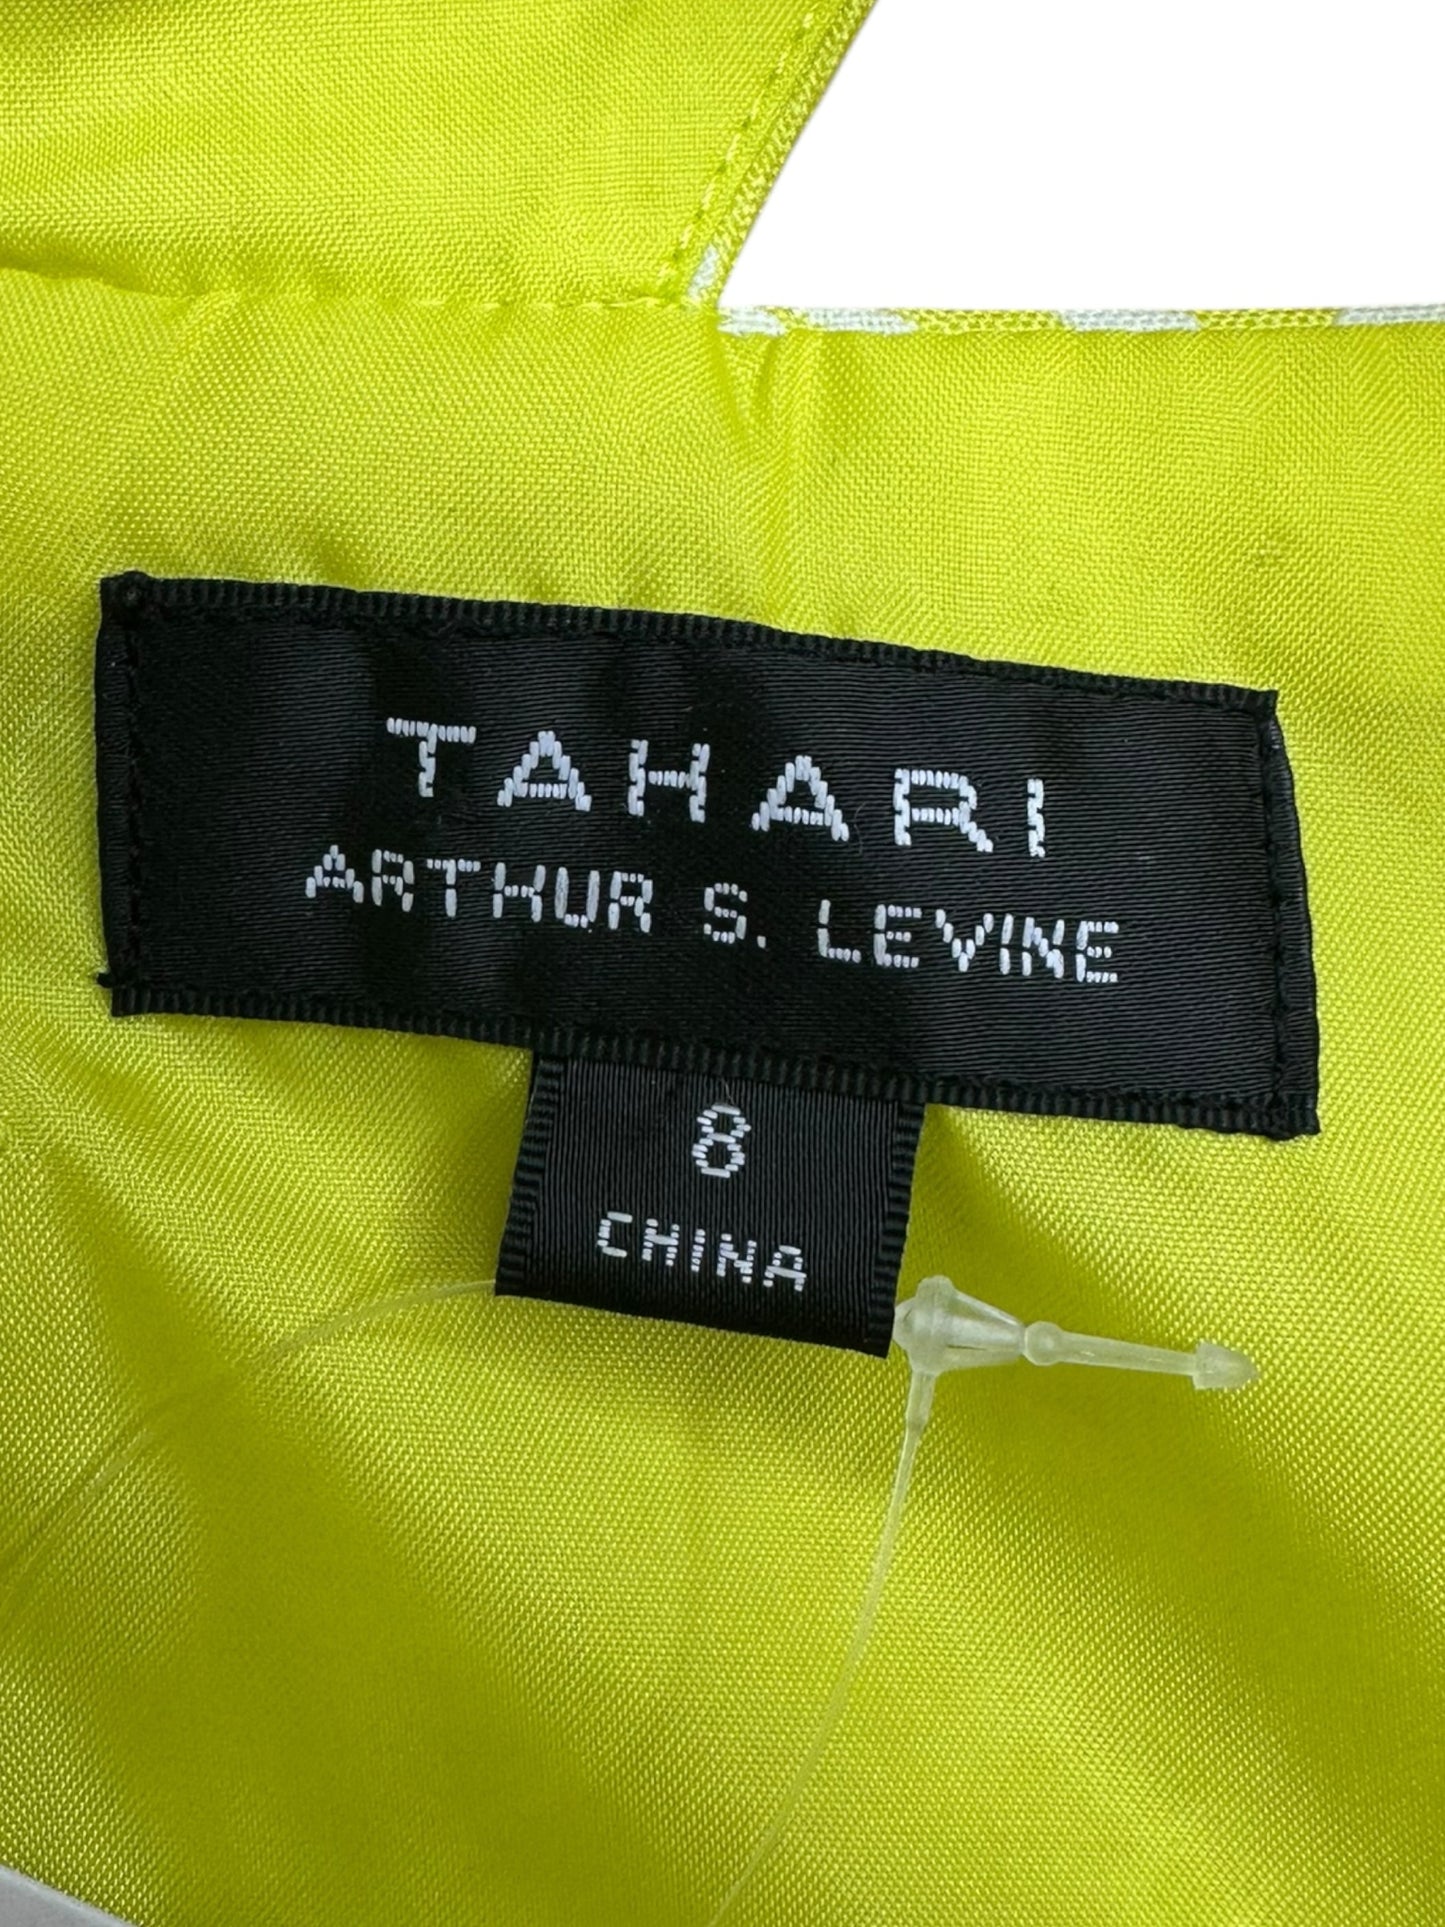 TAHARI
ARTHUR S. LEVINE
8
CHINA